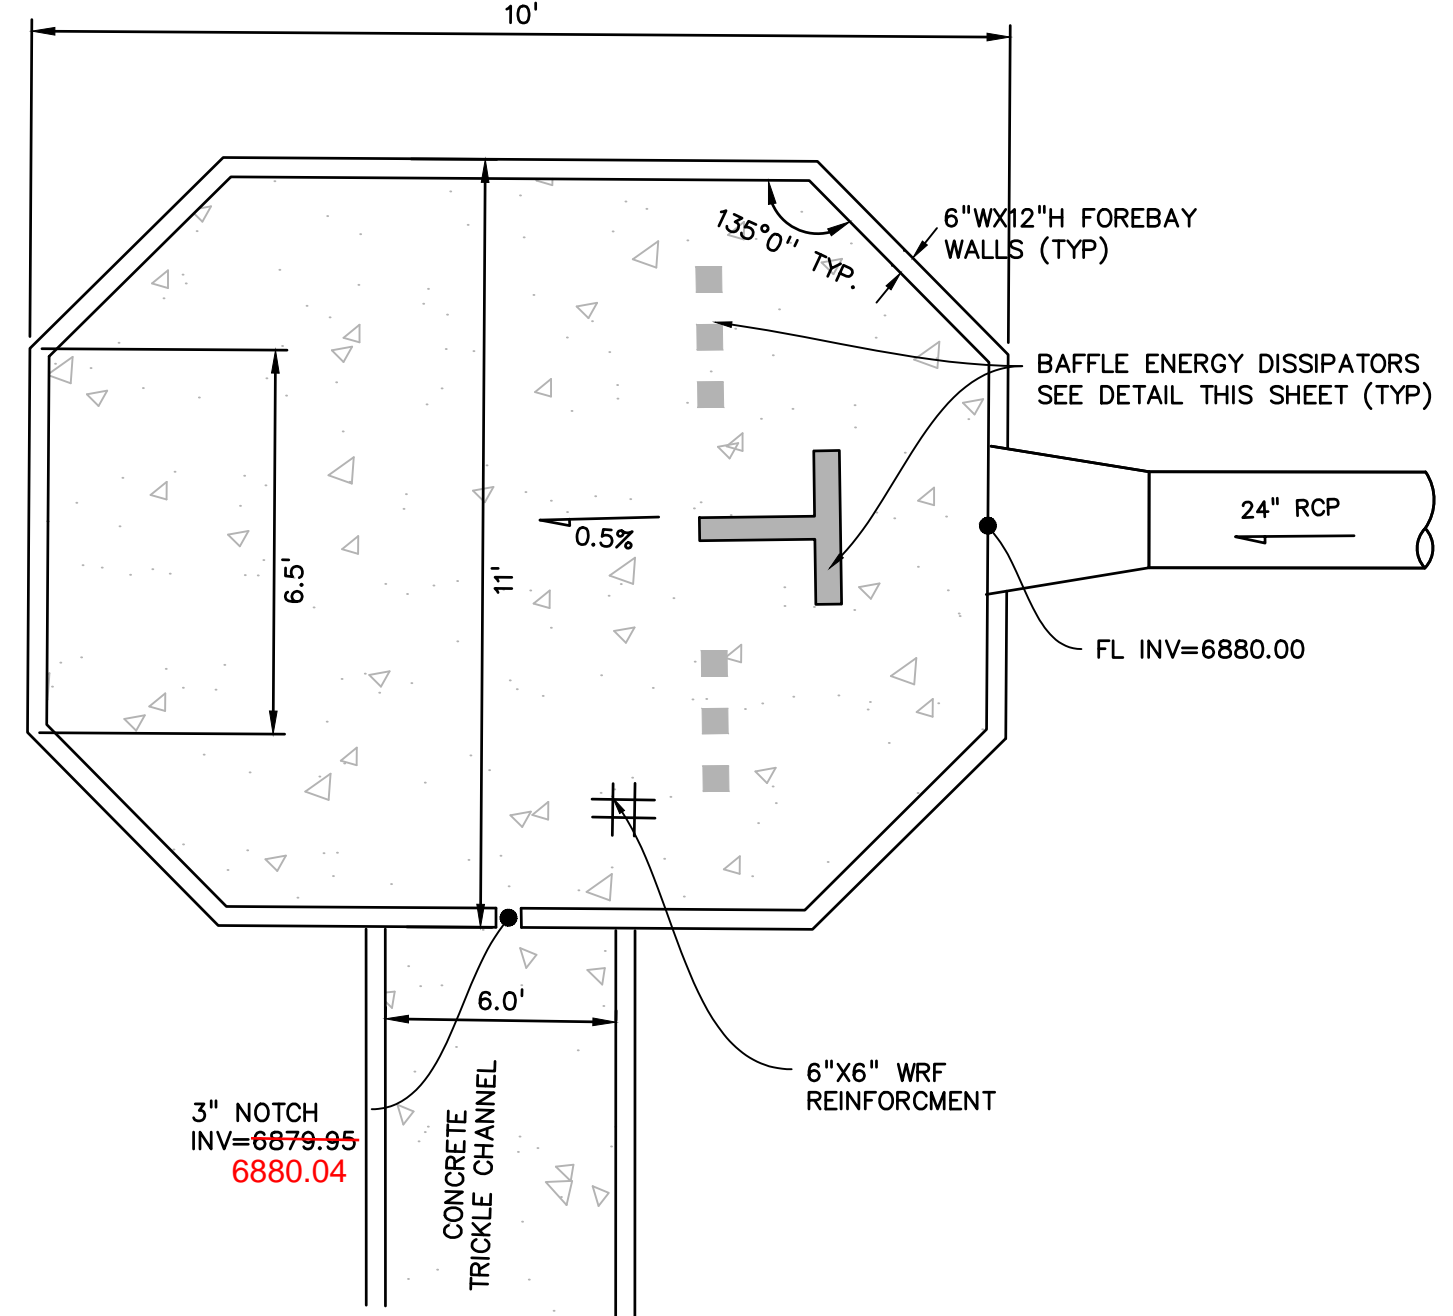 10'
6"WX12"H FOREBAY
WALLS (TYP)
135°0'' TYP.
BAFFLE ENERGY DISSIPATORS
SEE DETAIL THIS SHEET (TYP)
24" RCP
0.5%
11'
6.5'
FL INV=6880.00
6.0'
6"X6" WRF
REINFORCMENT
3" NOTCH
INV=6879.95
6880.04
CONCRETE
TRICKLE CHANNEL